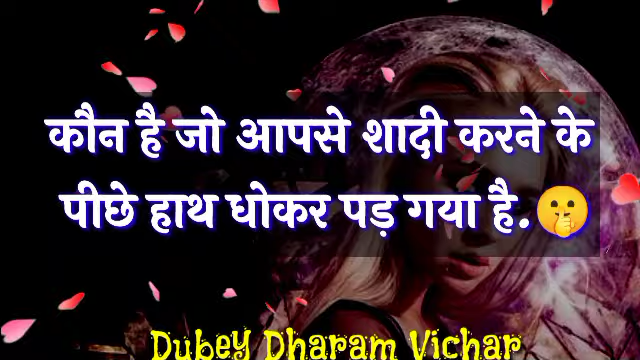 कौन है जो आपसे शादी करने के
पीछे हाथ धोकर पड़ गया है.🤫
Dubey Dharam Vichar